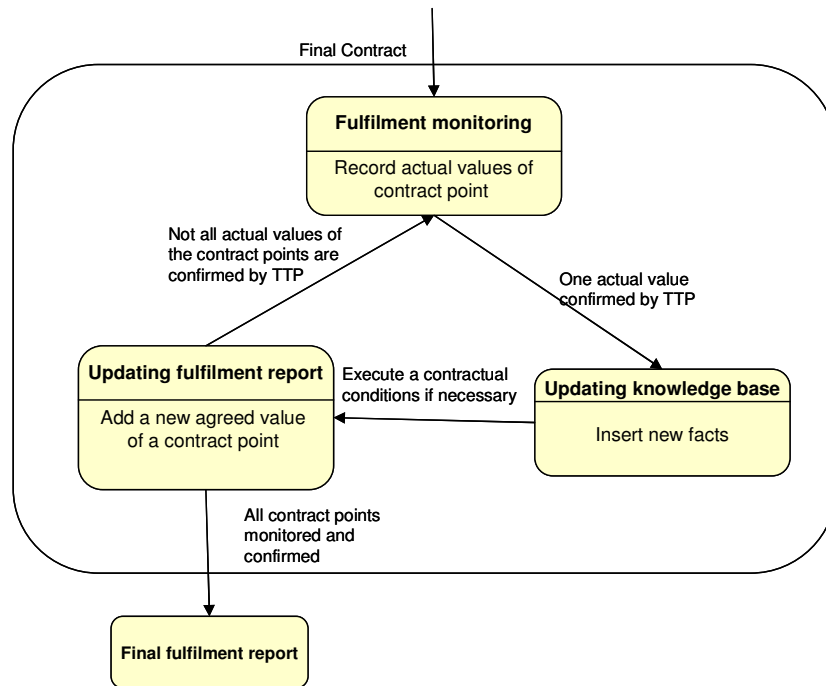 Final Contract
Fulfilment monitoring
Record actual values of
contract point
Not all actual values of
the contract points are
confirmed by TTP
One actual value
confirmed by TTP
Updating fulfilment report
Add a new agreed value
of a contract point
Execute a contractual
conditions if necessary
Updating knowledge base
Insert new facts
All contract points
monitored and
confirmed
Final fulfilment report